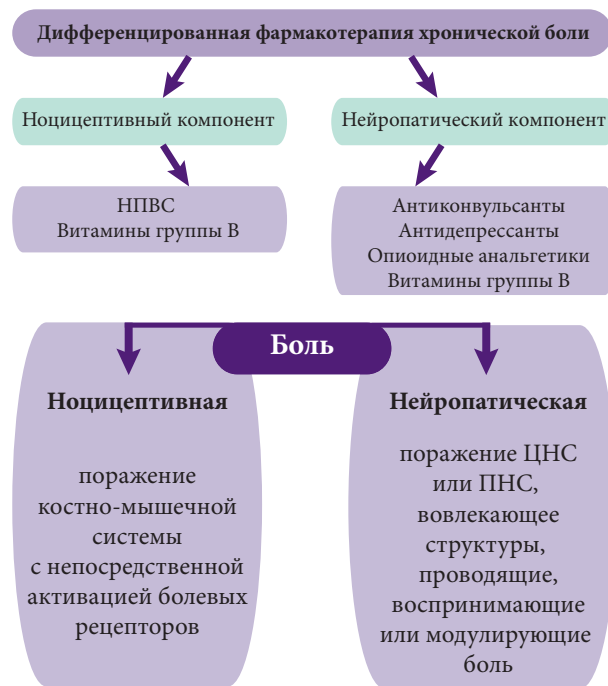 Дифференцированная фармакотерапия хронической боли
Ноцицептивный компонент
Нейропатический компонент
НПВС
Витамины группы В
Антиконвульсанты
Антидепрессанты
Опиоидные анальгетики
Витамины группы В
Боль
Ноцицептивная
поражение
костно-мышечной
системы
с непосредственной
активацией болевых
рецепторов
Нейропатическая
поражение ЦНС
или ПНС,
вовлекающее
структуры,
проводящие,
воспринимающие
или модулирующие
боль